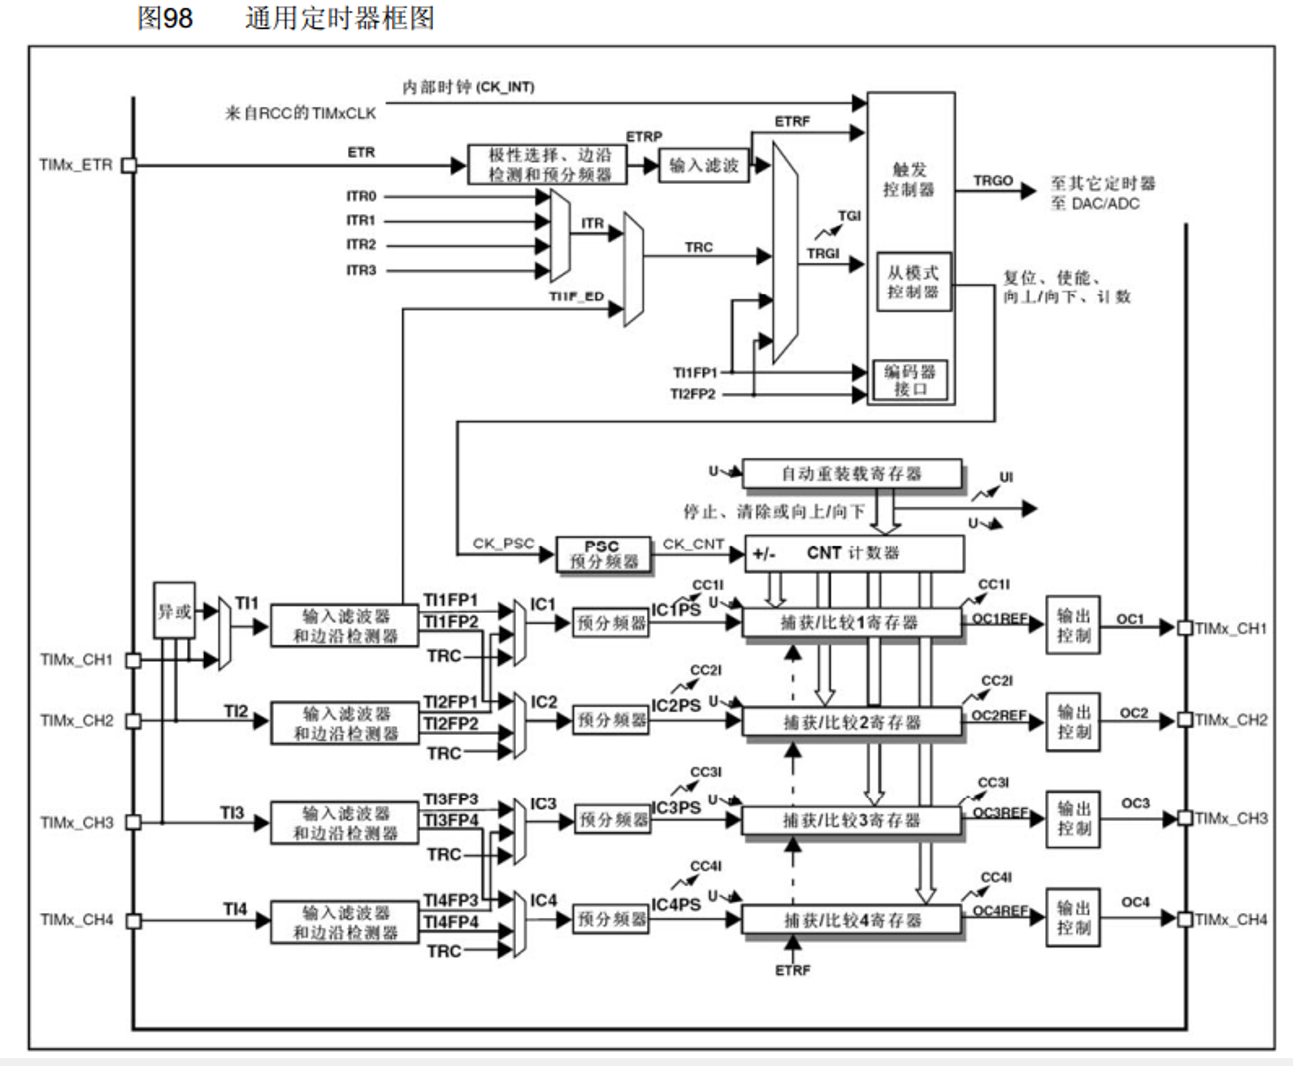 图98 通用定时器框图
内部时钟 (CK_INT)
来自RCC的TIMxCLK
ETRF
ETRP
TIMx_ETR
ETR
极性选择、边沿
检测和预分频器
输入滤波
触发
控制器
TRGO
至其它定时器
至 DAC/ADC
ITR0
ITR1
ITR2
ITR3
ITR
TRC
TGI
TRGI
从模式
控制器
复位、使能、
向上/向下、计数
TI1F_ED
TI1FP1
TI2FP2
编码器
接口
U
自动重装载寄存器
UI
停止、清除或向上/向下
U
CK_PSC
PSC
预分频器
CK_CNT
+/-
CNT 计数器
异或
TI1
输入滤波器
和边沿检测器
TI1FP1
TI1FP2
TRC
IC1
预分频器
CC1I
IC1PS
U
捕获/比较1寄存器
CC1I
OC1REF
输出
控制
OC1
TIMx_CH1
TIMx_CH1
TIMx_CH2
TI2
输入滤波器
和边沿检测器
TI2FP1
TI2FP2
TRC
IC2
预分频器
CC2I
IC2PS
U
捕获/比较2寄存器
CC2I
OC2REF
输出
控制
OC2
TIMx_CH2
TIMx_CH3
TI3
输入滤波器
和边沿检测器
TI3FP3
TI3FP4
TRC
IC3
预分频器
CC3I
IC3PS
U
捕获/比较3寄存器
CC3I
OC3REF
输出
控制
OC3
TIMx_CH3
TIMx_CH4
TI4
输入滤波器
和边沿检测器
TI4FP3
TI4FP4
TRC
IC4
预分频器
CC4I
IC4PS
U
捕获/比较4寄存器
CC4I
OC4REF
输出
控制
OC4
TIMx_CH4
ETRF